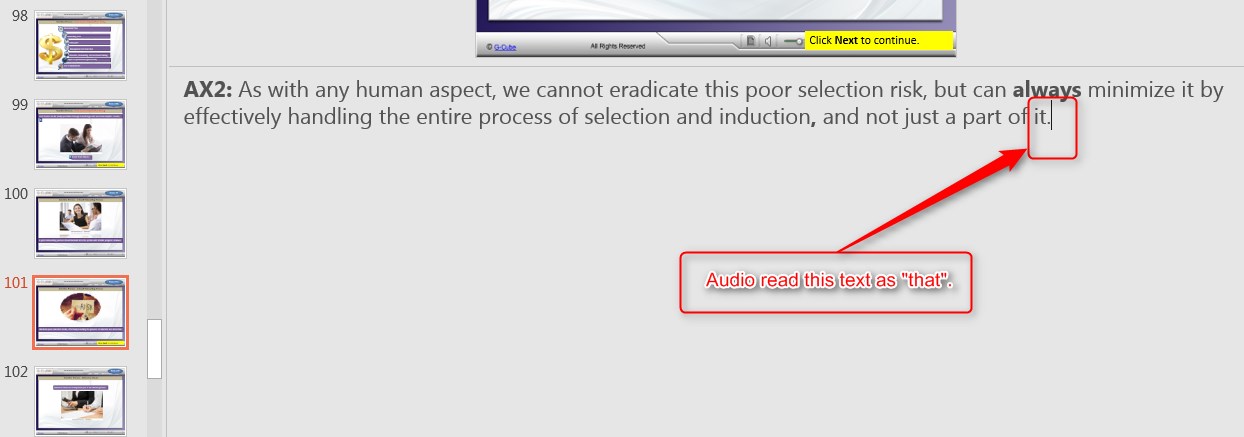 98
99
100
101
102
© G-Cube
All Rights Reserved
Click Next to continue.
AX2: As with any human aspect, we cannot eradicate this poor selection risk, but can always minimize it by
effectively handling the entire process of selection and induction, and not just a part of it.
Audio read this text as "that".